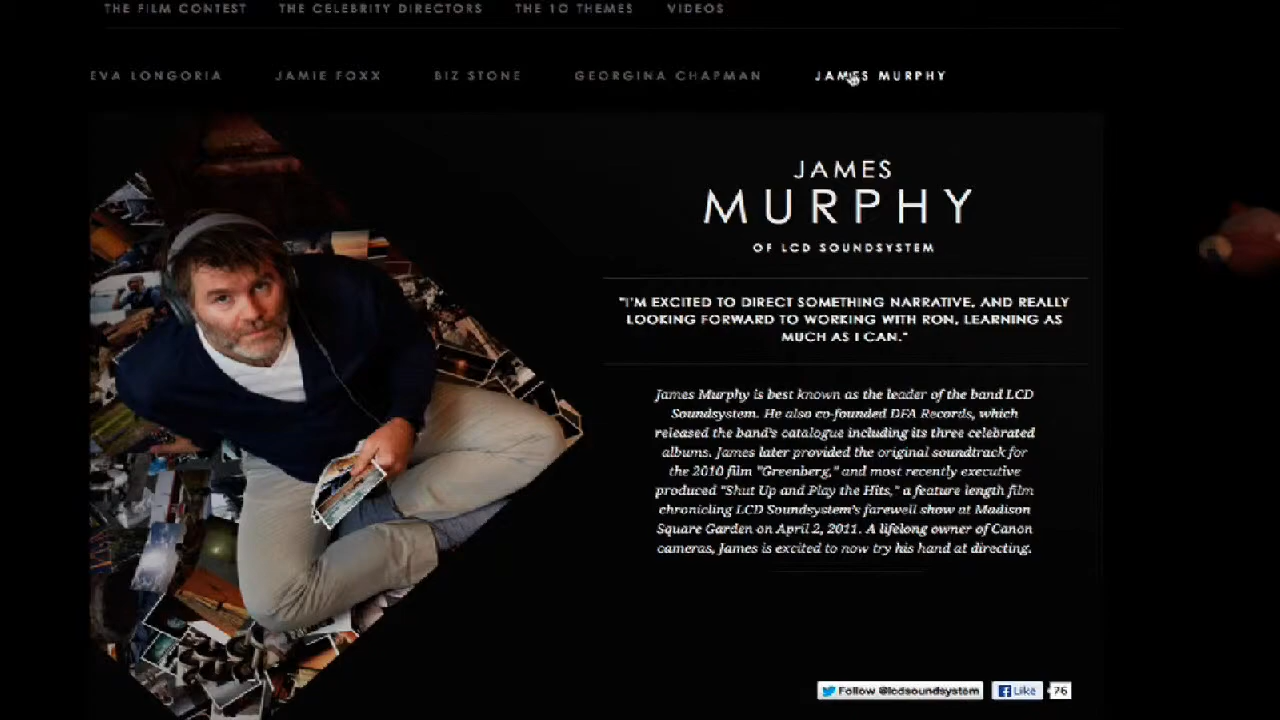 THE FILM CONTEST THE CELEBRITY DIRECTORS THE 10 THEMES VIDEOS
EVA LONGORIA JAMIE FOXX BIZ STONE GEORGINA CHAPMAN JAMES MURPHY
JAMES
MURPHY
OF LCD SOUNDSYSTEM
"I'M EXCITED TO DIRECT SOMETHING NARRATIVE, AND REALLY
LOOKING FORWARD TO WORKING WITH RON, LEARNING AS
MUCH AS I CAN."
James Murphy is best known as the leader of the band LCD
Soundsystem. He also co-founded DFA Records, which
released the band's catalogue including its three celebrated
albums. James later provided the original soundtrack for
the 2010 film "Greenberg," and most recently executive
produced "Shut Up and Play the Hits," a feature length film
chronicling LCD Soundsystem's farewell show at Madison
Square Garden on April 2, 2011. A lifelong owner of Canon
cameras, James is excited to now try his hand at directing.
Follow @lcdsoundsystem Like 76